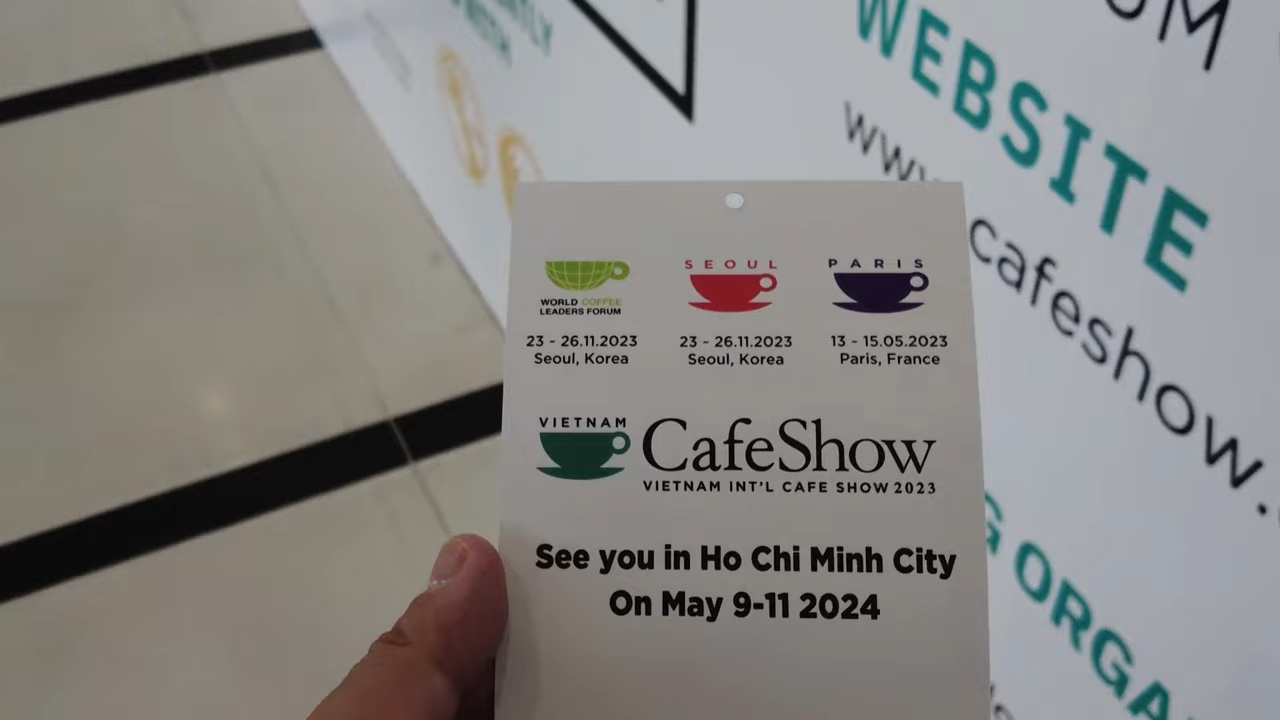 WEBSITE
cafeshow.
WORLD COFFEE
LEADERS FORUM
23 - 26.11.2023
Seoul, Korea
SEOUL
23 - 26.11.2023
Seoul, Korea
PARIS
13 - 15.05.2023
Paris, France
VIETNAM
CafeShow
VIETNAM INT'L CAFE SHOW 2023
See you in Ho Chi Minh City
On May 9-11 2024